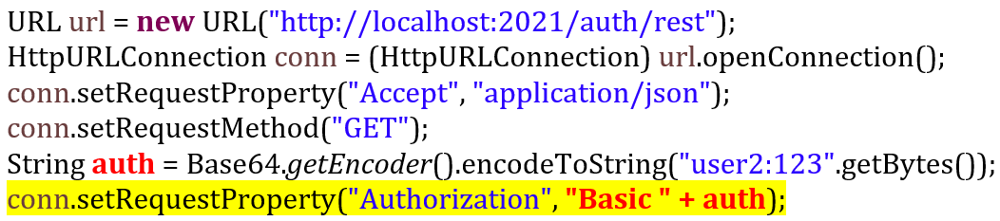 URL url = new URL("http://localhost:2021/auth/rest");
HttpURLConnection conn = (HttpURLConnection) url.openConnection();
conn.setRequestProperty("Accept", "application/json");
conn.setRequestMethod("GET");
String auth = Base64.getEncoder().encodeToString("user2:123".getBytes());
conn.setRequestProperty("Authorization", "Basic " + auth);